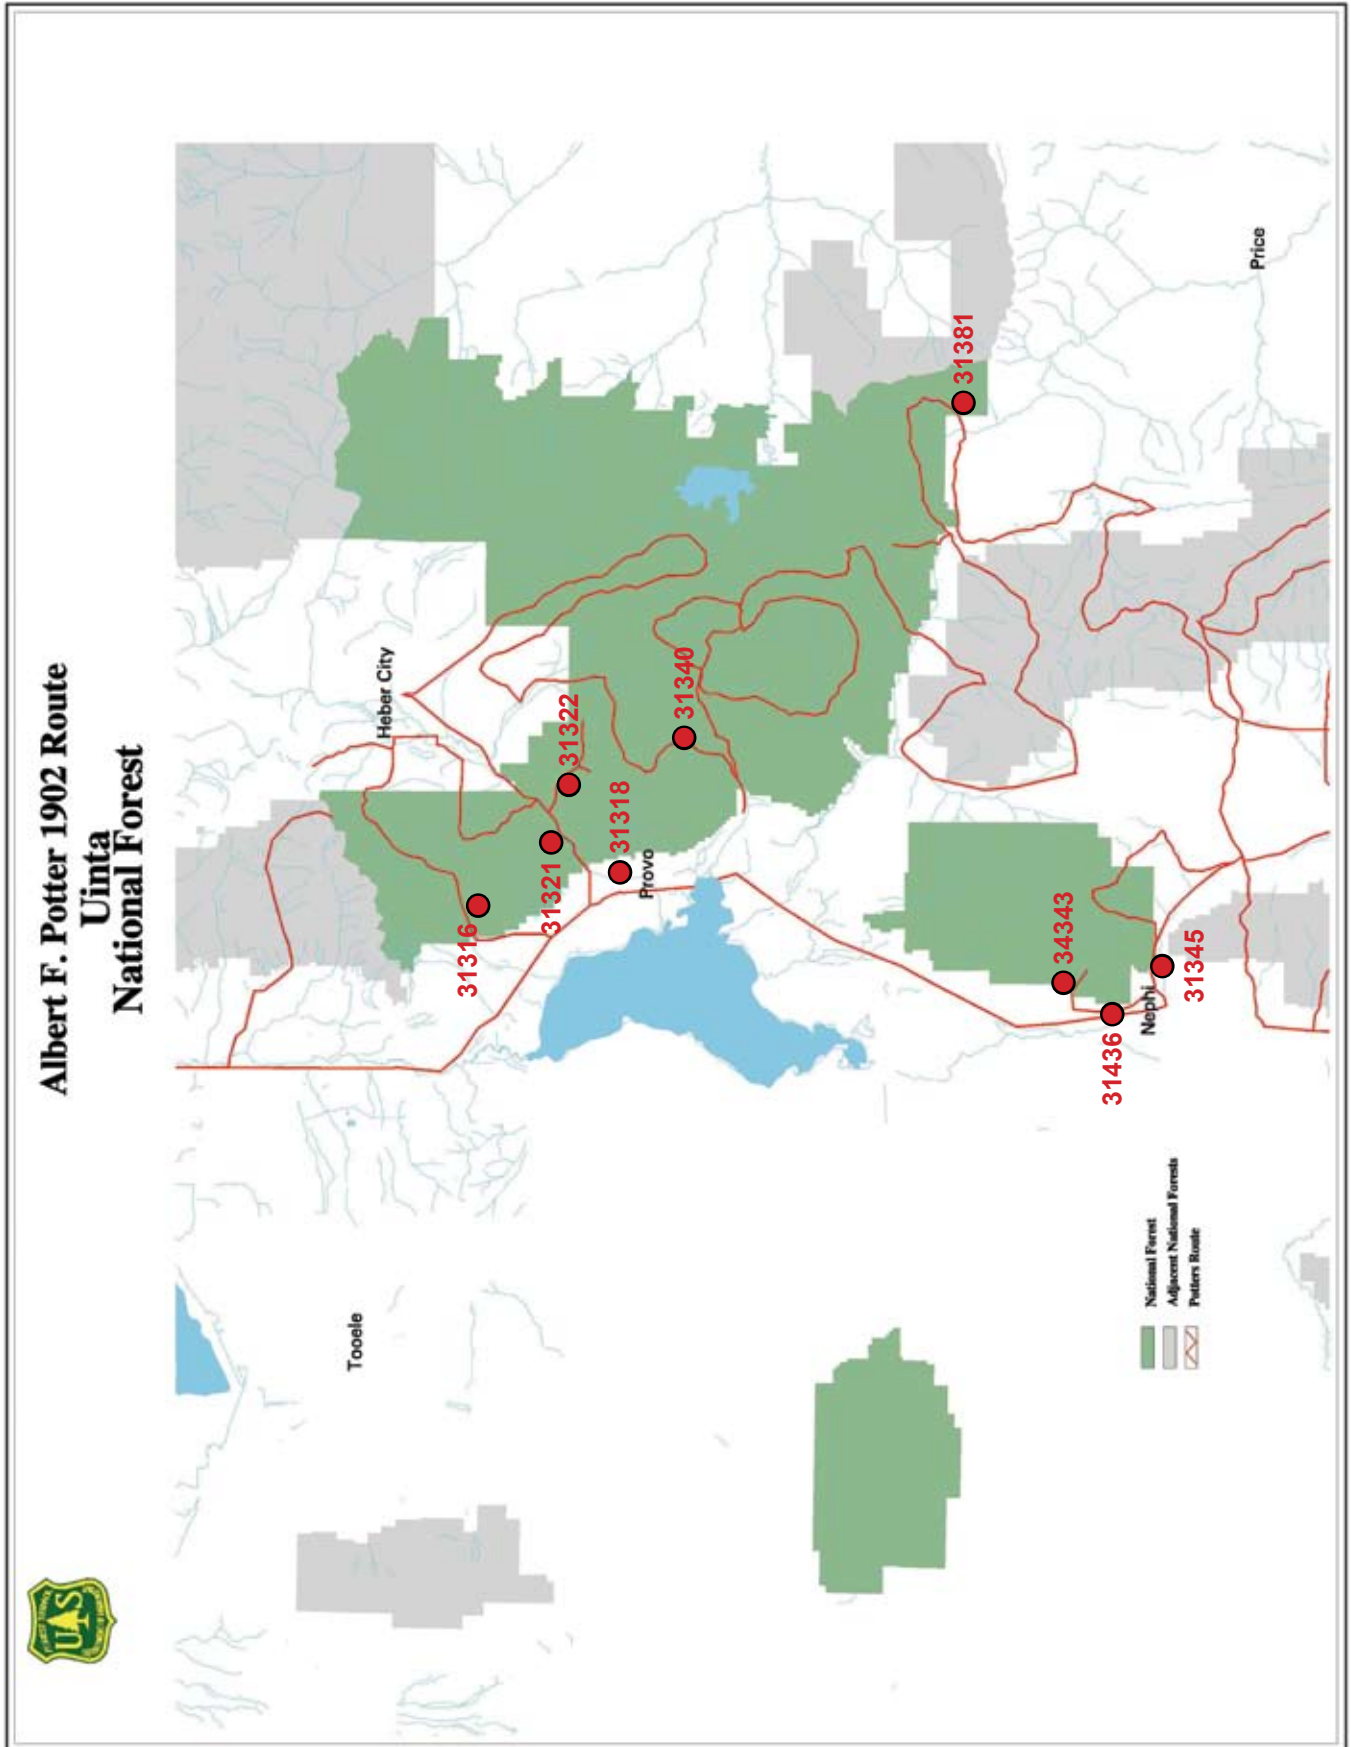 Albert F. Potter 1902 Route
Uinta
National Forest
UAS
Tooele
Heber City
Provo
Nephi
Price
31316
31321
31322
31318
31340
31381
34343
31436
31345
National Forest
Adjacent National Forests
Potters Route